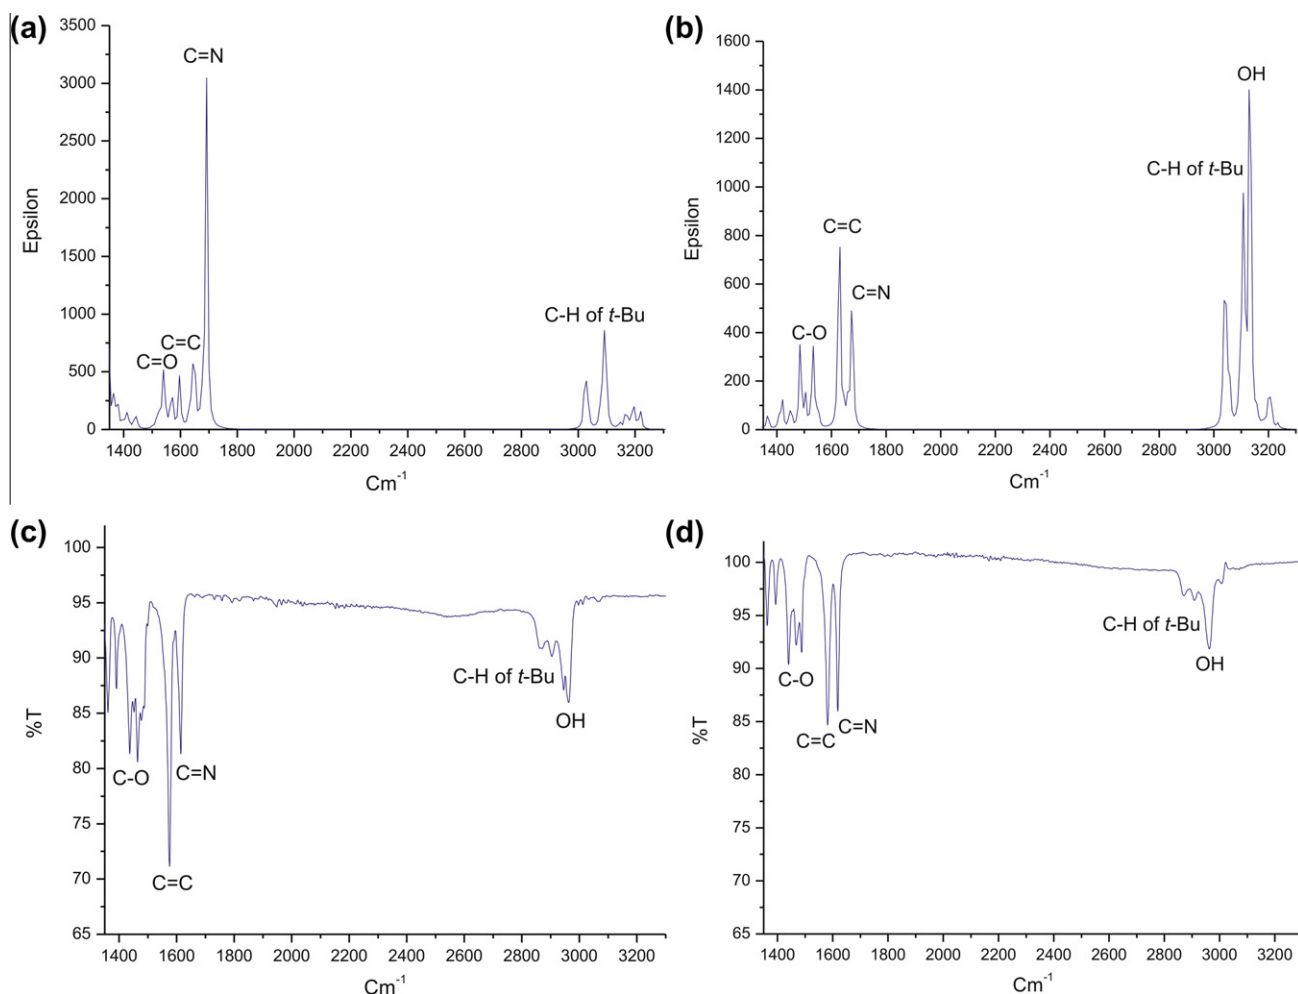 (a)
3500
3000
2500
2000
1500
1000
500
0
Epsilon
C=N
C=C
C=O
C-H of t-Bu
1400 1600 1800 2000 2200 2400 2600 2800 3000 3200
Cm-1
(b)
1600
1400
1200
1000
800
600
400
200
0
Epsilon
OH
C-H of t-Bu
C=C
C=N
C-O
1400 1600 1800 2000 2200 2400 2600 2800 3000 3200
Cm-1
(c)
100
95
90
85
80
75
70
65
%T
C-H of t-Bu
OH
C-O
C=N
C=C
1400 1600 1800 2000 2200 2400 2600 2800 3000 3200
Cm-1
(d)
100
95
90
85
80
75
70
65
%T
C-H of t-Bu
OH
C-O
C=N
C=C
1400 1600 1800 2000 2200 2400 2600 2800 3000 3200
Cm-1